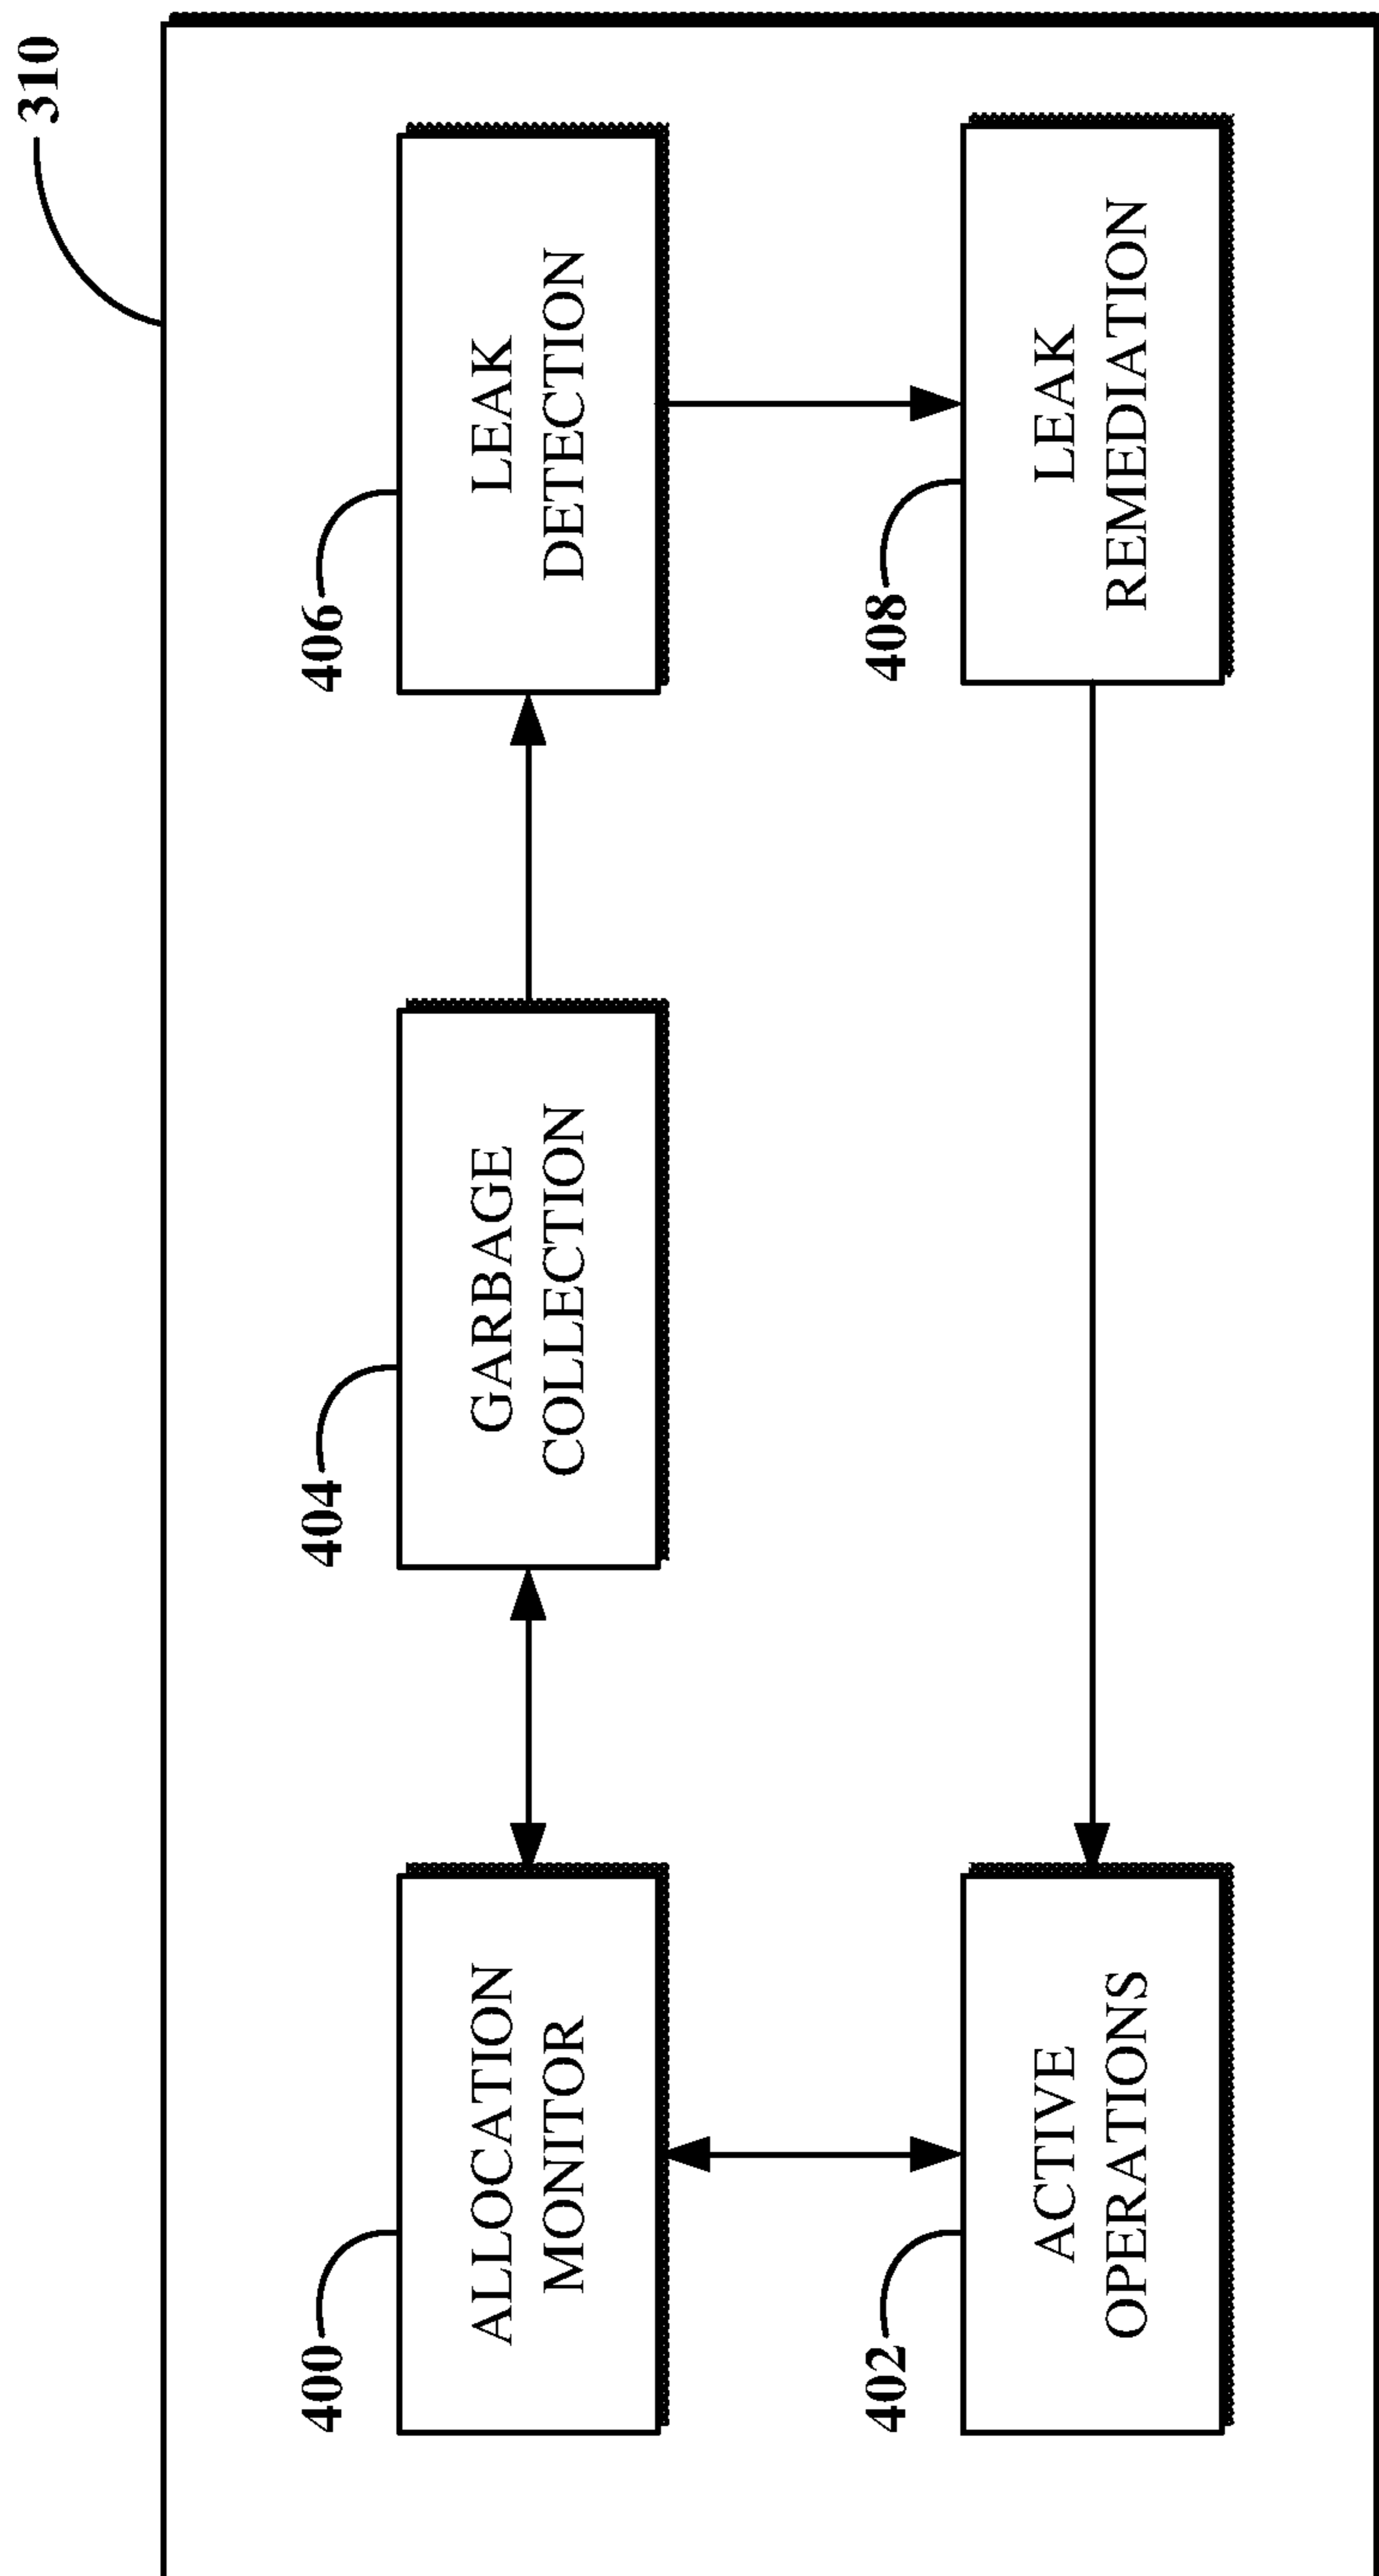 310
400
ALLOCATION
MONITOR
404
GARBAGE
COLLECTION
406
LEAK
DETECTION
402
ACTIVE
OPERATIONS
408
LEAK
REMEDIATION